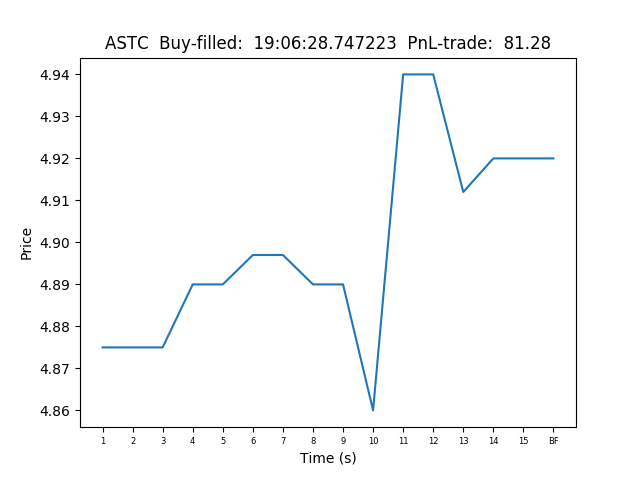 ASTC  Buy-filled:  19:06:28.747223  PnL-trade:  81.28
4.94
4.93
4.92
4.91
4.90
4.89
4.88
4.87
4.86
Price
1 2 3 4 5 6 7 8 9 10 11 12 13 14 15 BF
Time (s)